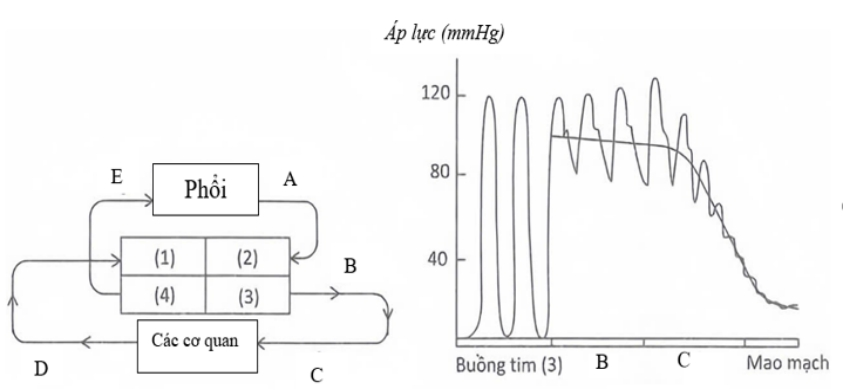 Áp lực (mmHg)
E
Phổi
A
(1) (2)
B
(4) (3)
Các cơ quan
D
C
120
80
40
Buồng tim (3) B C Mao mạch